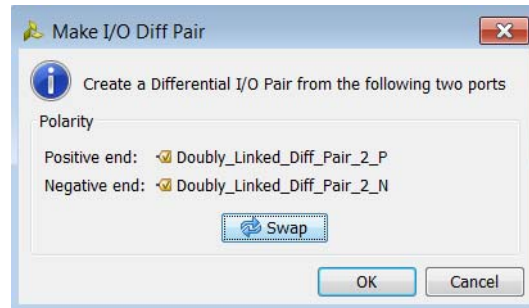 Make I/O Diff Pair
Create a Differential I/O Pair from the following two ports
Polarity
Positive end: Doubly_Linked_Diff_Pair_2_P
Negative end: Doubly_Linked_Diff_Pair_2_N
Swap
OK Cancel